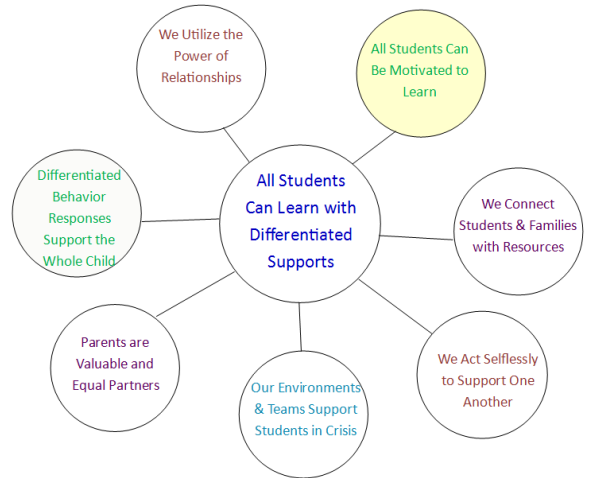 We Utilize the
Power of
Relationships
All Students Can
Be Motivated to
Learn
All Students
Can Learn with
Differentiated
Supports
Differentiated
Behavior
Responses
Support the
Whole Child
We Connect
Students & Families
with Resources
Parents are
Valuable and
Equal Partners
Our Environments
& Teams Support
Students in Crisis
We Act Selflessly
to Support One
Another